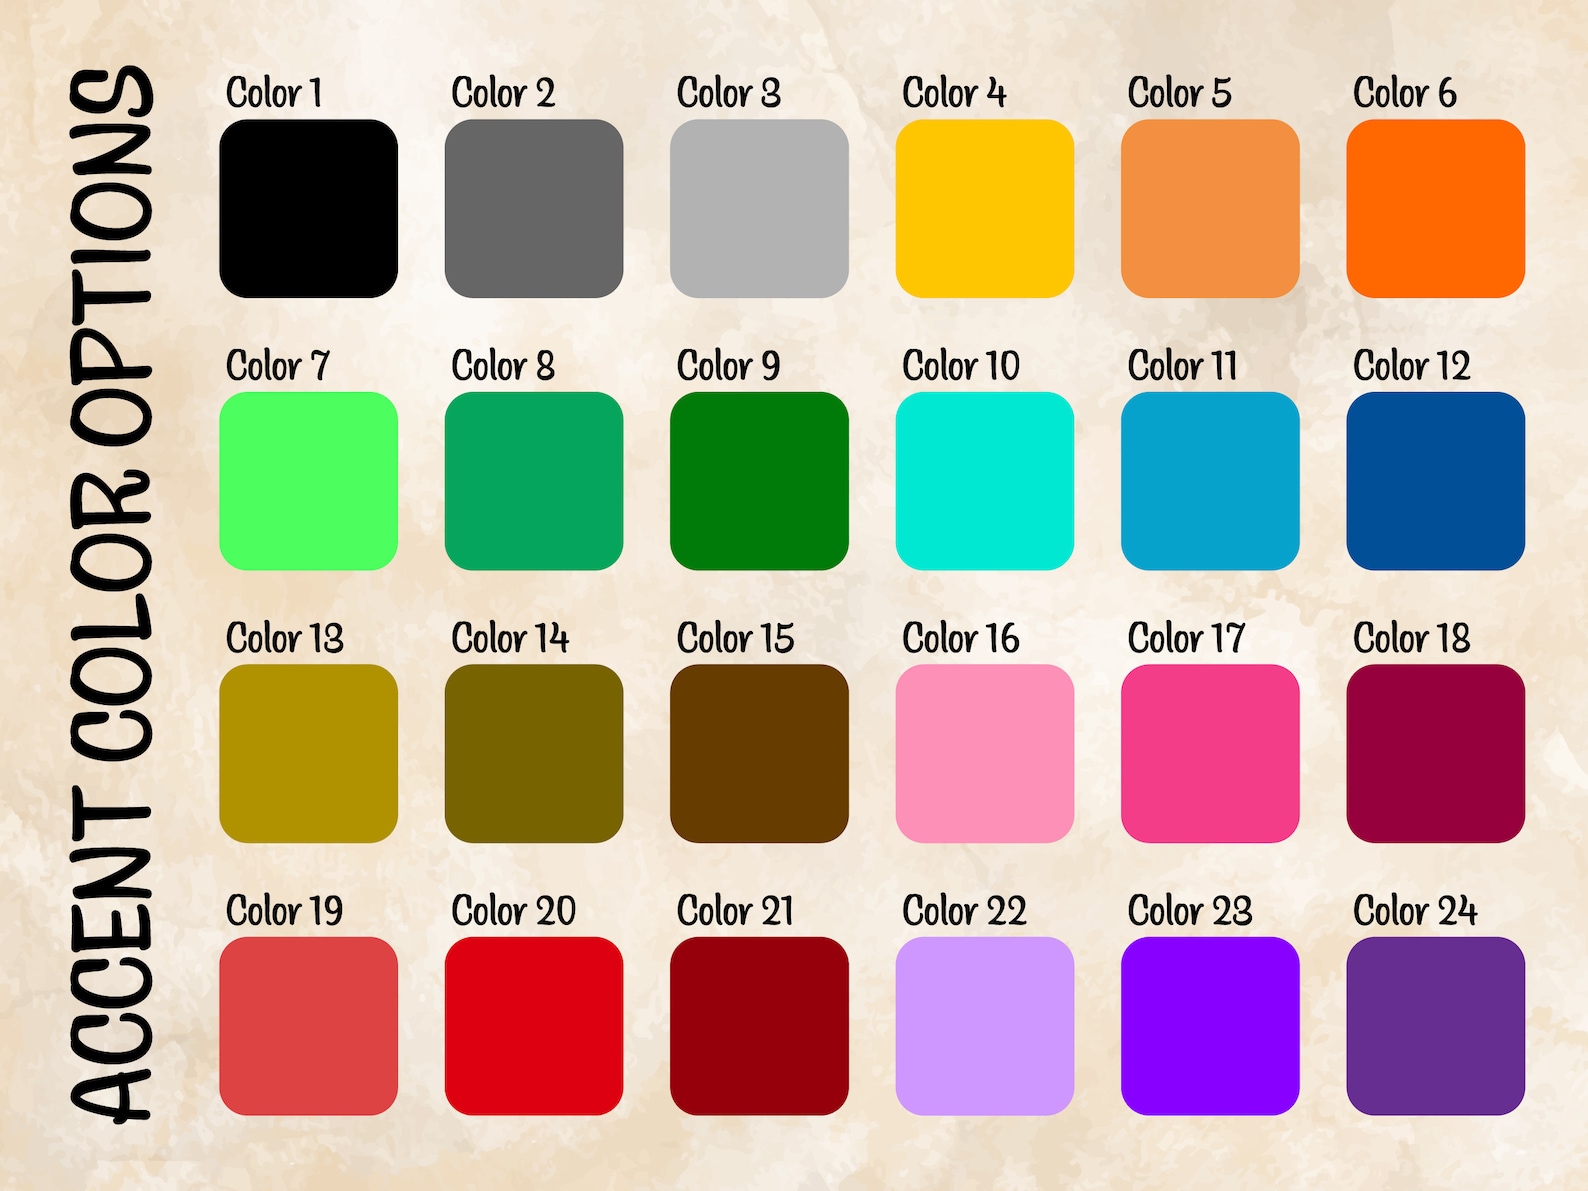 ACCENT COLOR OPTIONS
Color 1
Color 2
Color 3
Color 4
Color 5
Color 6
Color 7
Color 8
Color 9
Color 10
Color 11
Color 12
Color 13
Color 14
Color 15
Color 16
Color 17
Color 18
Color 19
Color 20
Color 21
Color 22
Color 23
Color 24